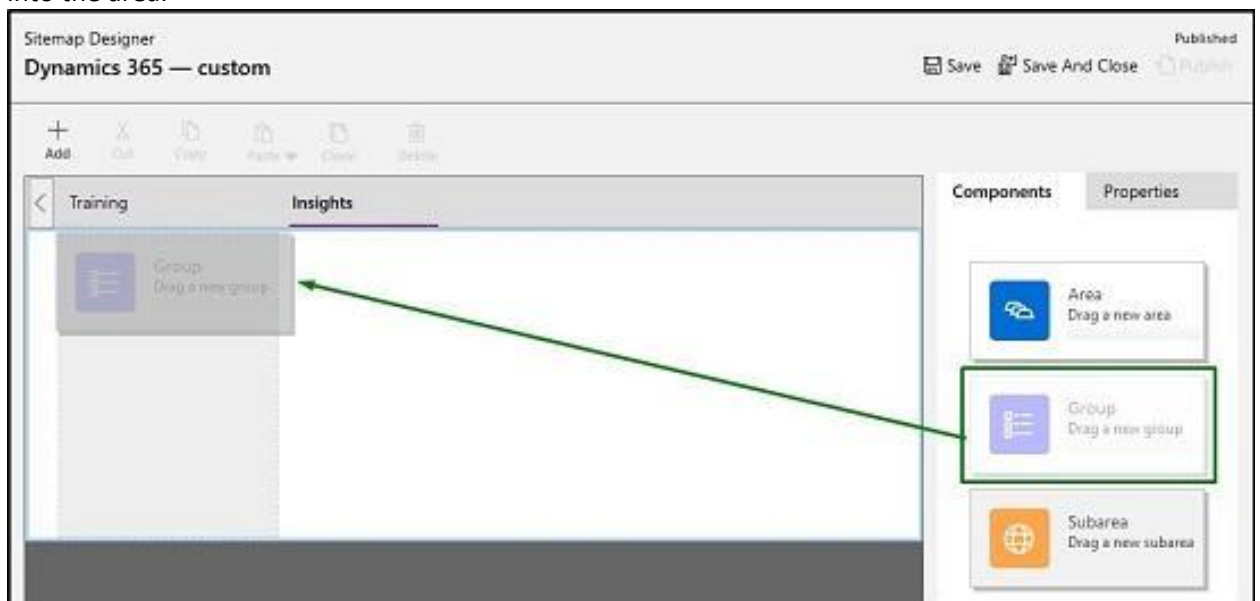 into the area.
Sitemap Designer
Published
Dynamics 365 — custom
Save Save And Close Publish
Add Cut Copy Paste Clone Delete
Training Insights
Components Properties
Group
Drag a new group
Area
Drag a new area
Group
Drag a new group
Subarea
Drag a new subarea